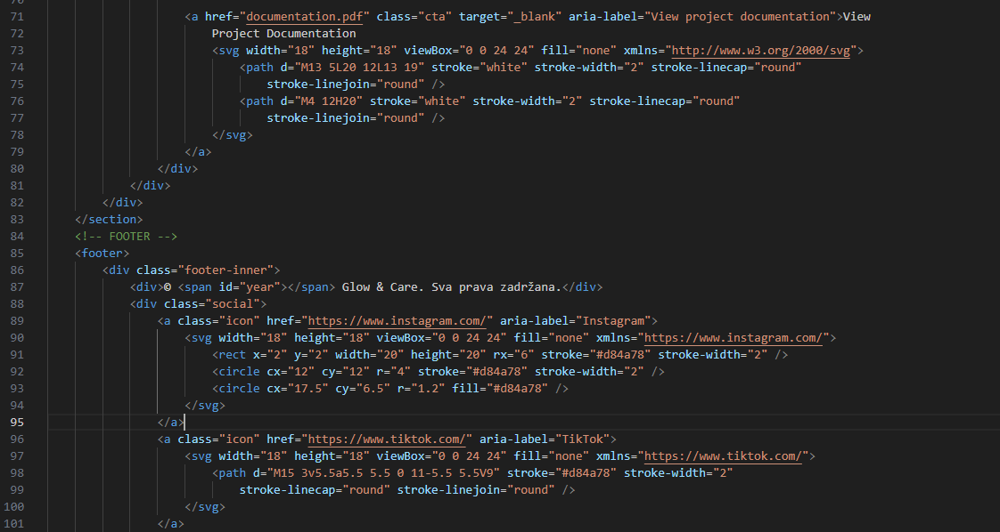 71 <a href="documentation.pdf" class="cta" target="_blank" aria-label="View project documentation">View
72 Project Documentation
73 <svg width="18" height="18" viewBox="0 0 24 24" fill="none" xmlns="http://www.w3.org/2000/svg">
74 <path d="M13 5L20 12L13 19" stroke="white" stroke-width="2" stroke-linecap="round"
75 stroke-linejoin="round" />
76 <path d="M4 12H20" stroke="white" stroke-width="2" stroke-linecap="round"
77 stroke-linejoin="round" />
78 </svg>
79 </a>
80 </div>
81 </div>
82 </div>
83 </section>
84 <!-- FOOTER -->
85 <footer>
86 <div class="footer-inner">
87 <div>© <span id="year"></span> Glow & Care. Sva prava zadržana.</div>
88 <div class="social">
89 <a class="icon" href="https://www.instagram.com/" aria-label="Instagram">
90 <svg width="18" height="18" viewBox="0 0 24 24" fill="none" xmlns="https://www.instagram.com/">
91 <rect x="2" y="2" width="20" height="20" rx="6" stroke="#d84a78" stroke-width="2" />
92 <circle cx="12" cy="12" r="4" stroke="#d84a78" stroke-width="2" />
93 <circle cx="17.5" cy="6.5" r="1.2" fill="#d84a78" />
94 </svg>
95 </a>
96 <a class="icon" href="https://www.tiktok.com/" aria-label="TikTok">
97 <svg width="18" height="18" viewBox="0 0 24 24" fill="none" xmlns="https://www.tiktok.com/">
98 <path d="M15 3v5.5a5.5 5.5 0 11-5.5 5.5V9" stroke="#d84a78" stroke-width="2"
99 stroke-linecap="round" stroke-linejoin="round" />
100 </svg>
101 </a>